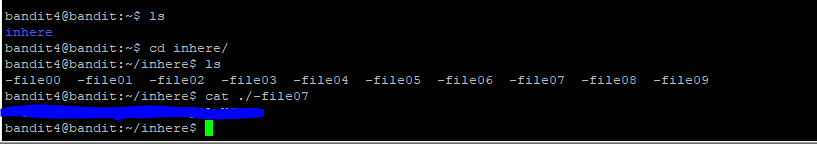 bandit4@bandit:~$ ls
inhere
bandit4@bandit:~$ cd inhere/
bandit4@bandit:~/inhere$ ls
-file00  -file01  -file02  -file03  -file04  -file05  -file06  -file07  -file08  -file09
bandit4@bandit:~/inhere$ cat ./-file07
bandit4@bandit:~/inhere$